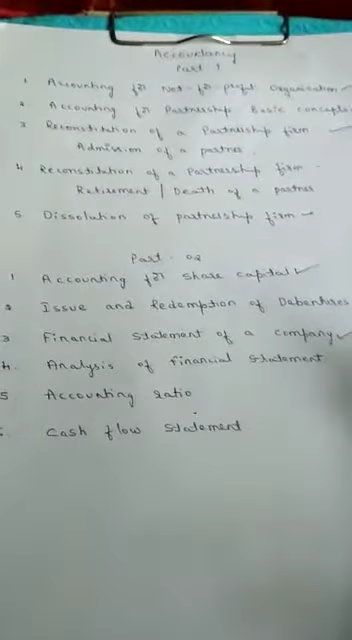 Accountancy
Part 1
1 Accounting for Not-for-profit Organisation
2 Accounting for Partnership Basic concepts
3 Reconstitution of a Partnership firm
Admission of a partner.
4 Reconstitution of a Partnership firm
Retirement / Death of a partner
5 Dissolution of partnership firm
Part-02
1 Accounting for share capital
2 Issue and Redemption of Debentures
3 Financial statement of a company
4. Analysis of financial statement
5 Accounting ratio
Cash flow statement